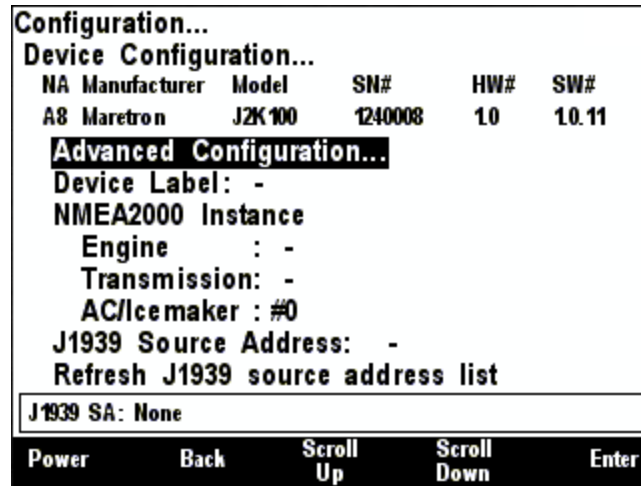 Configuration...
Device Configuration...
NA Manufacturer Model SN# HW# SW#
A8 Maretron J2K100 1240008 1.0 1.0.11
Advanced Configuration...
Device Label: -
NMEA2000 Instance
Engine : -
Transmission: -
AC/Icemaker : #0
J1939 Source Address: -
Refresh J1939 source address list
J1939 SA: None
Power Back Scroll Up Scroll Down Enter